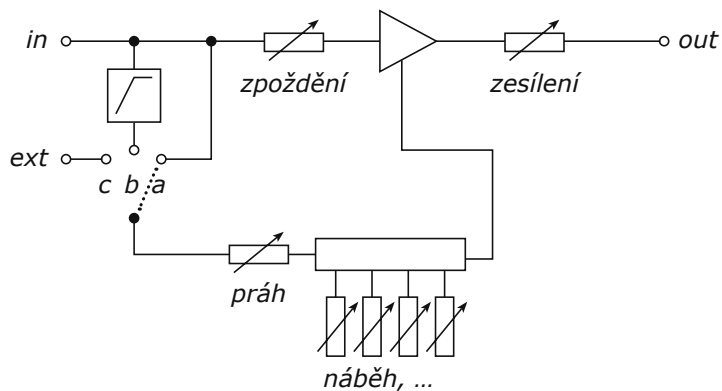 in
out
zpoždění
zesílení
ext
c b a
práh
náběh, ...